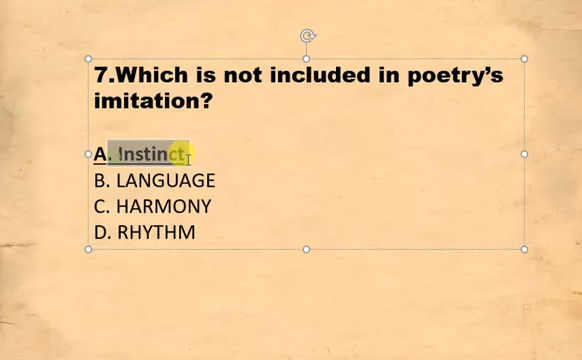 7.Which is not included in poetry's
imitation?
A. Instinct
B. LANGUAGE
C. HARMONY
D. RHYTHM